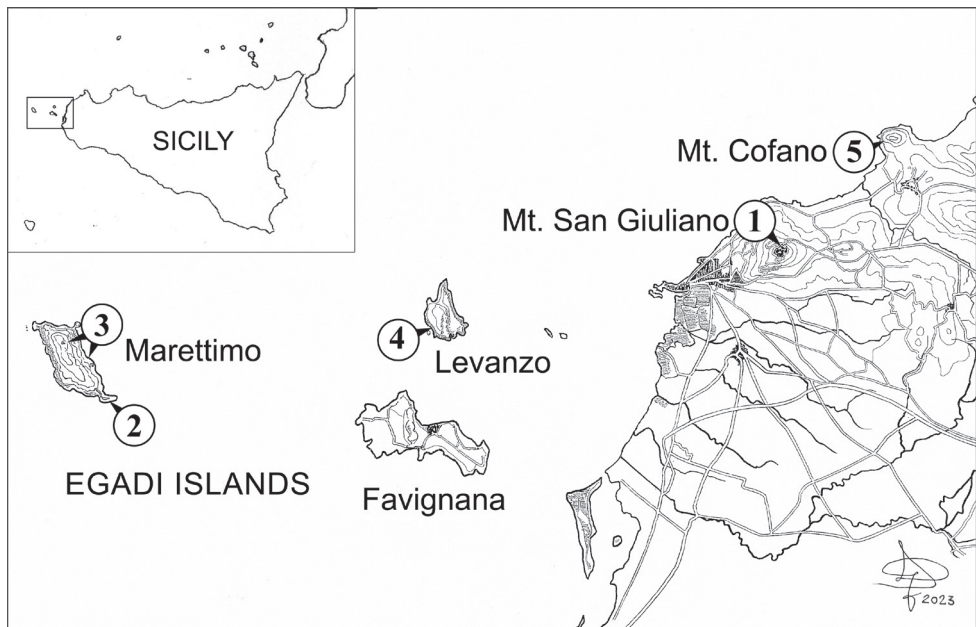 SICILY
Mt. Cofano 5
Mt. San Giuliano 1
3
Marettimo
4
Levanzo
2
EGADI ISLANDS
Favignana
2023